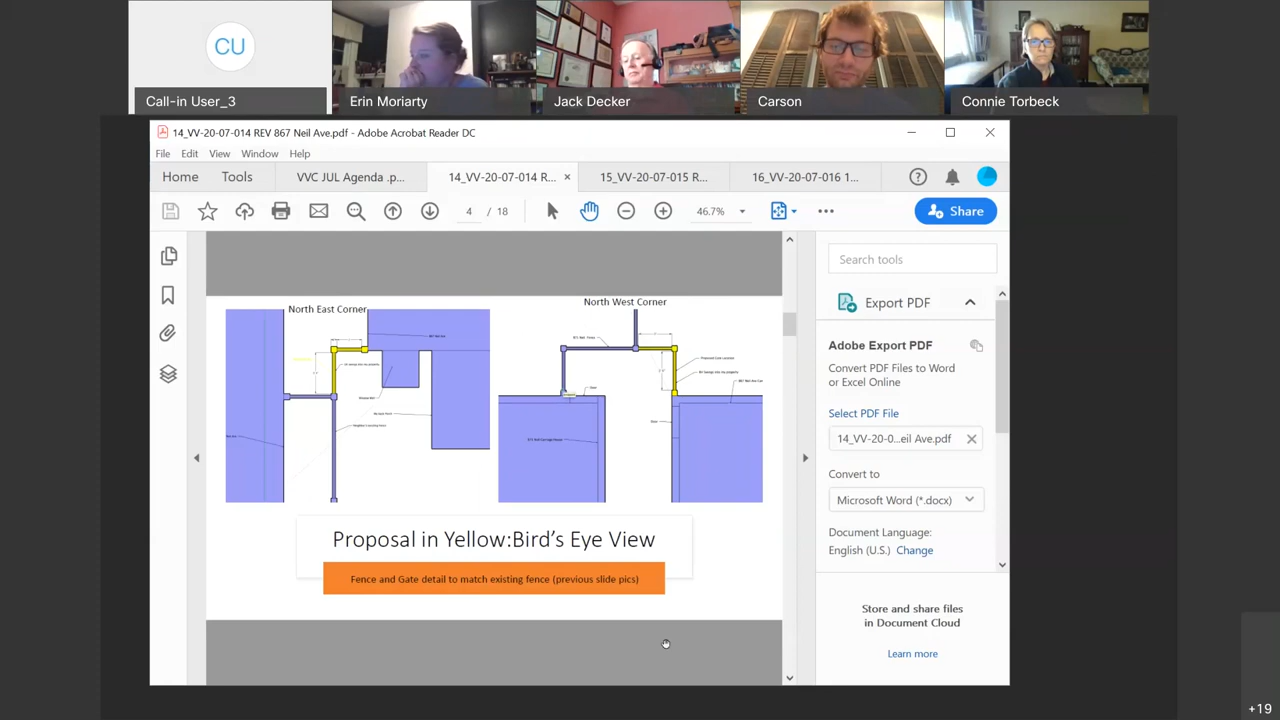 CU
Call-in User_3
Erin Moriarty
Jack Decker
Carson
Connie Torbeck
14_VV-20-07-014 REV 867 Neil Ave.pdf - Adobe Acrobat Reader DC
File Edit View Window Help
Home Tools VVC JUL Agenda .p... 14_VV-20-07-014 R... × 15_VV-20-07-015 R... 16_VV-20-07-016 1...
4 / 18 46.7% Share
North East Corner
North West Corner
Proposal in Yellow:Bird's Eye View
Fence and Gate detail to match existing fence (previous slide pics)
Search tools
Export PDF
Adobe Export PDF
Convert PDF Files to Word
or Excel Online
Select PDF File
14_VV-20-0...eil Ave.pdf
Convert to
Microsoft Word (*.docx)
Document Language:
English (U.S.) Change
Store and share files
in Document Cloud
Learn more
+19